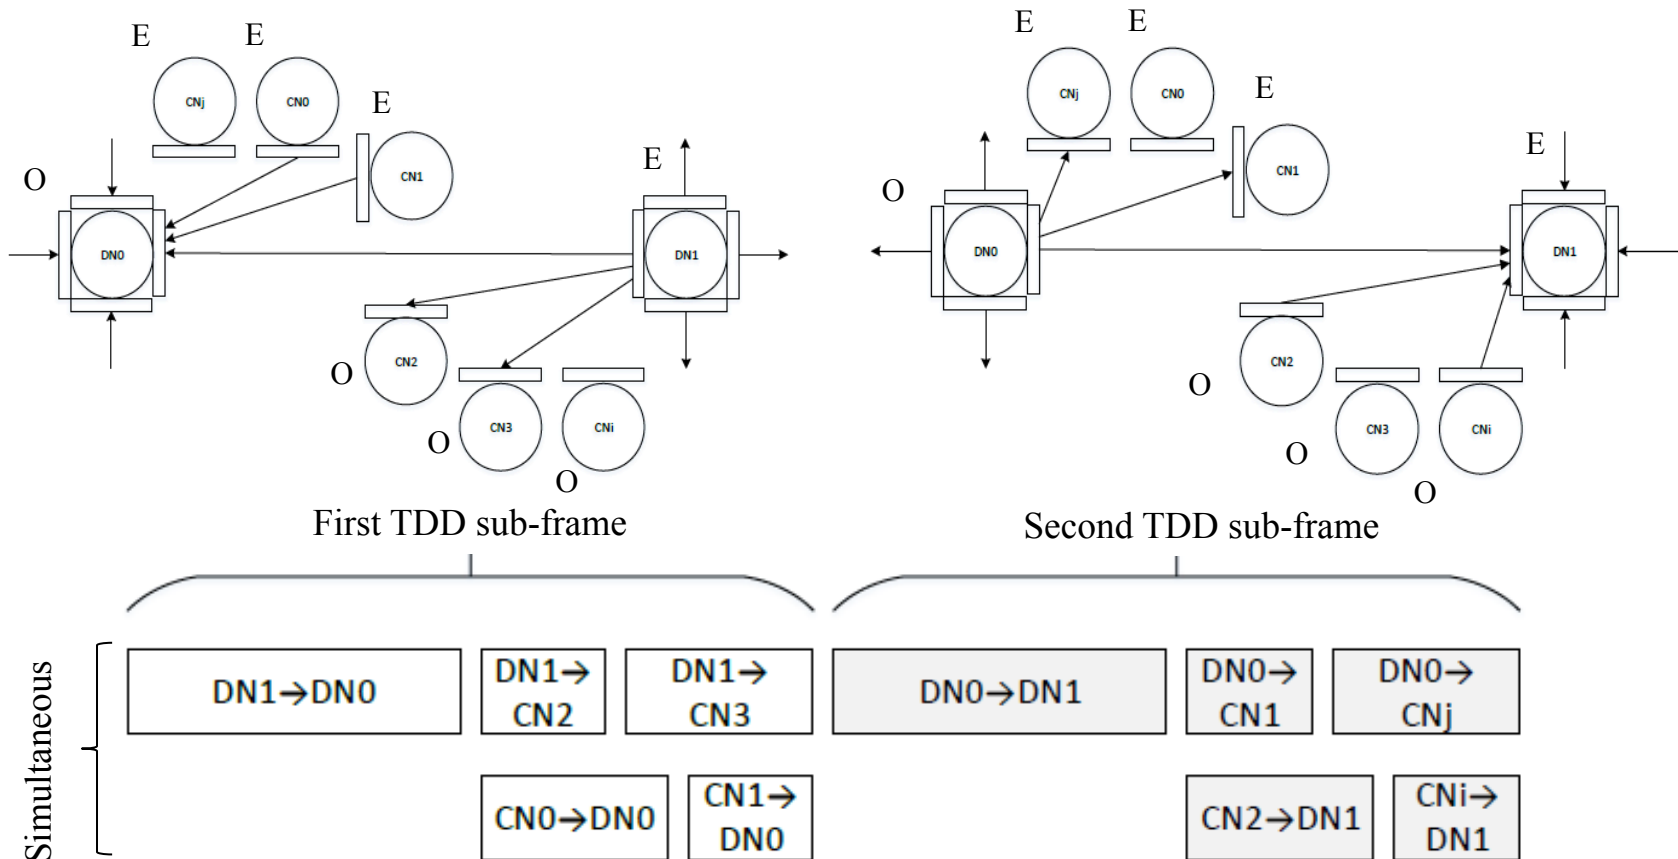 E E E E
CNj CN0 CNj CN0
E E
CN1 CN1
E E
O O
DN0 DN1 DN0 DN1
CN2 CN2
O O
CN3 CNi CN3 CNi
O O
O O
First TDD sub-frame Second TDD sub-frame
Simultaneous
DN1→DN0 DN1→ DN1→ DN0→DN1 DN0→ DN0→
CN2 CN3 CN1 CNj
CN0→DN0 CN1→ CN2→DN1 CNi→
DN0 DN1